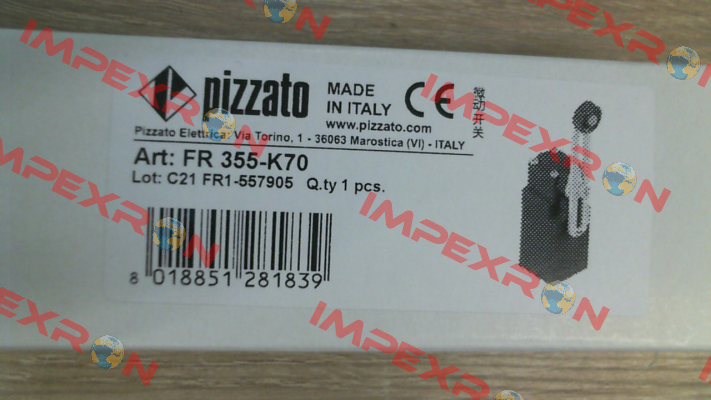 pizzato
MADE IN ITALY
CE
www.pizzato.com
微动开关
Pizzato Elettrica: Via Torino, 1 - 36063 Marostica (VI) - ITALY
Art: FR 355-K70
Lot: C21 FR1-557905 Q.ty 1 pcs.
8 018851 281839
IMPEXRON
IMPEXRON
IMPEXRON
IMPEXRON
IMPEXRON
IMPEXRON
IMPEXRON
IMPEXRON